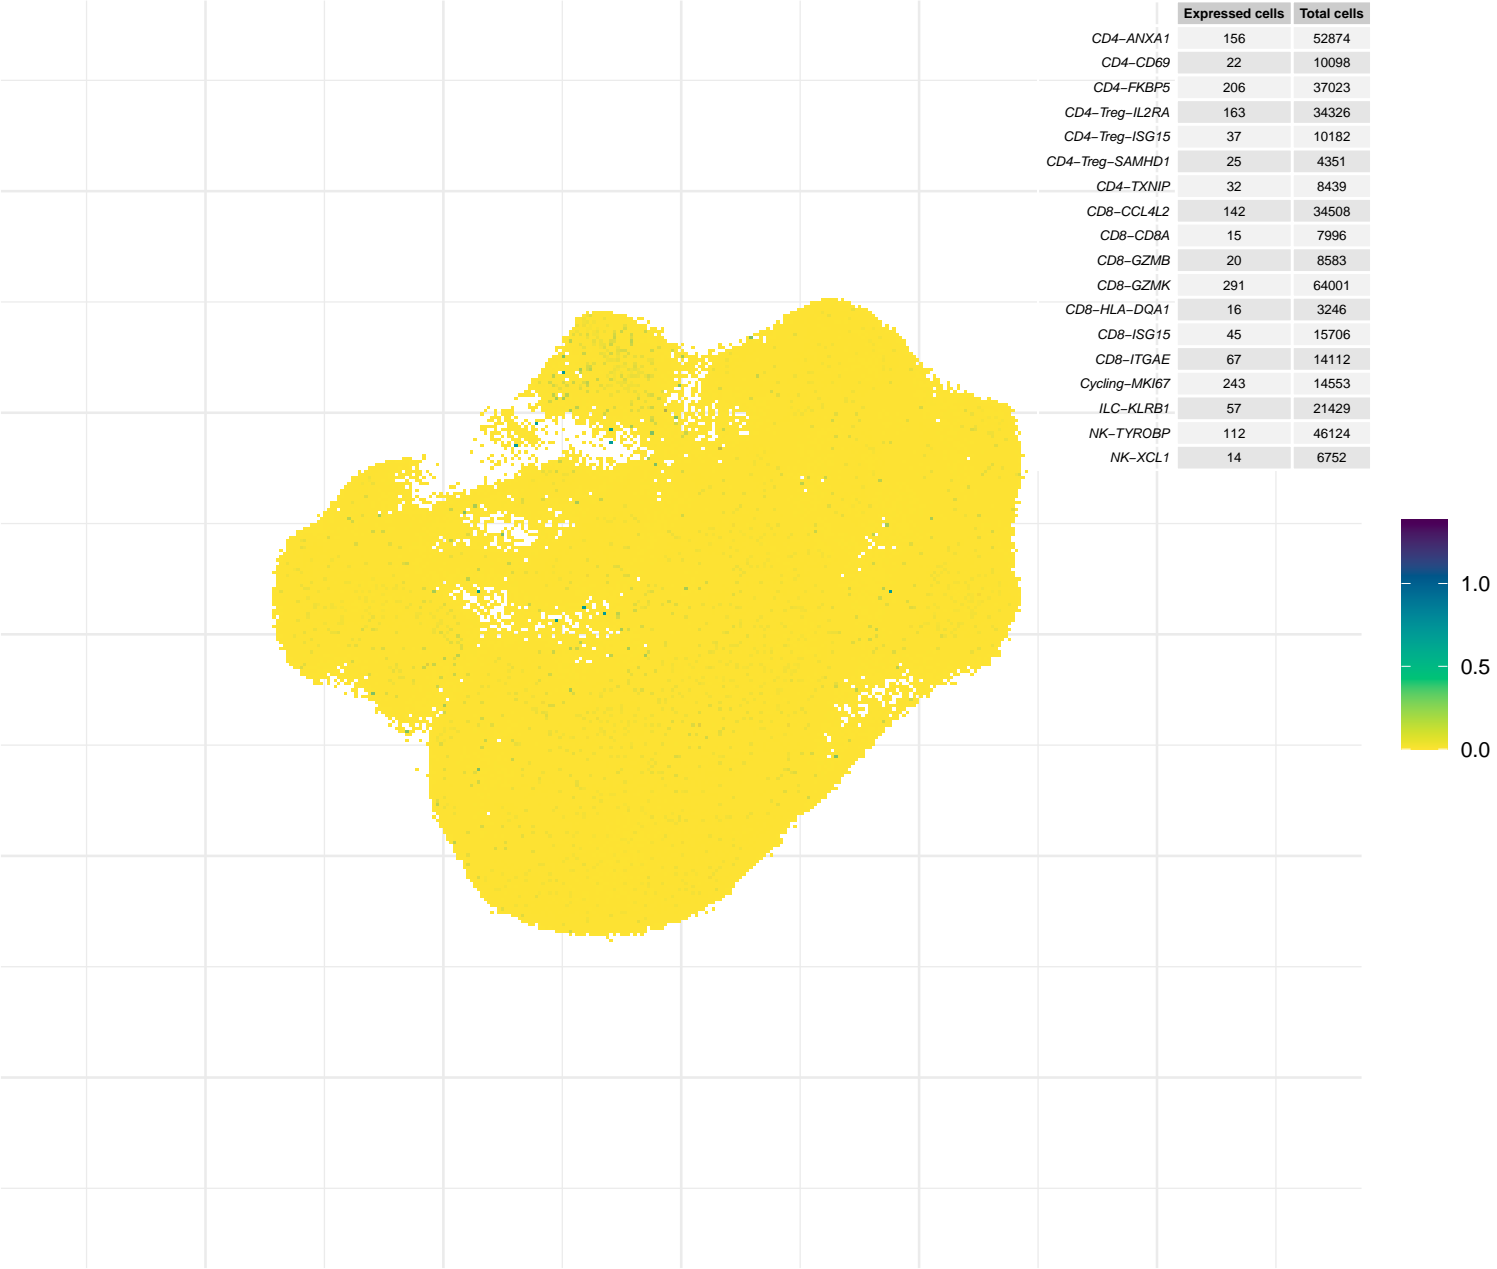 Expressed cells Total cells
CD4−ANXA1 156 52874
CD4−CD69 22 10098
CD4−FKBP5 206 37023
CD4−Treg−IL2RA 163 34326
CD4−Treg−ISG15 37 10182
CD4−Treg−SAMHD1 25 4351
CD4−TXNIP 32 8439
CD8−CCL4L2 142 34508
CD8−CD8A 15 7996
CD8−GZMB 20 8583
CD8−GZMK 291 64001
CD8−HLA−DQA1 16 3246
CD8−ISG15 45 15706
CD8−ITGAE 67 14112
Cycling−MKI67 243 14553
ILC−KLRB1 57 21429
NK−TYROBP 112 46124
NK−XCL1 14 6752
1.0
0.5
0.0